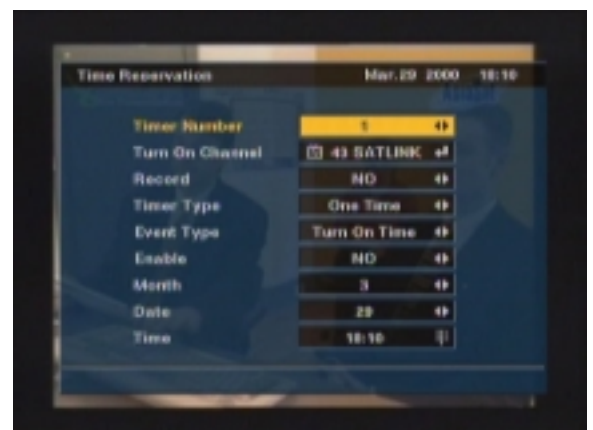 Time Reservation Mar.29 2000 18:10
Timer Number 1
Turn On Channel 43 SATLINK
Record NO
Timer Type One Time
Event Type Turn On Time
Enable NO
Month 3
Date 29
Time 18:10